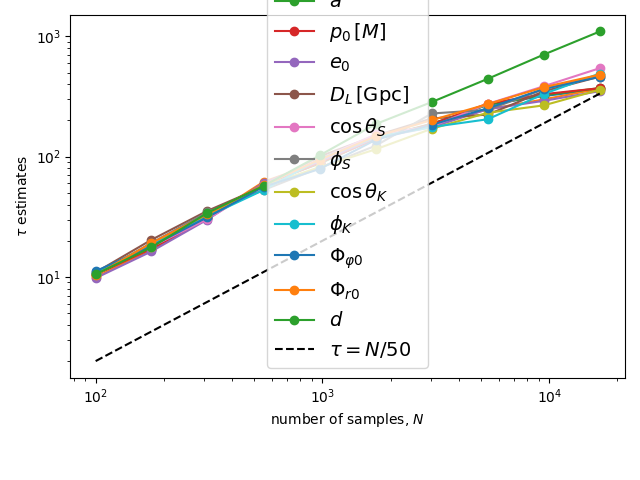 a
p₀ [M]
e₀
D_L [Gpc]
cos θ_S
ϕ_S
cos θ_K
ϕ_K
Φ_φ0
Φ_r0
d
τ = N/50
10³
10²
10¹
τ estimates
10² 10³ 10⁴
number of samples, N